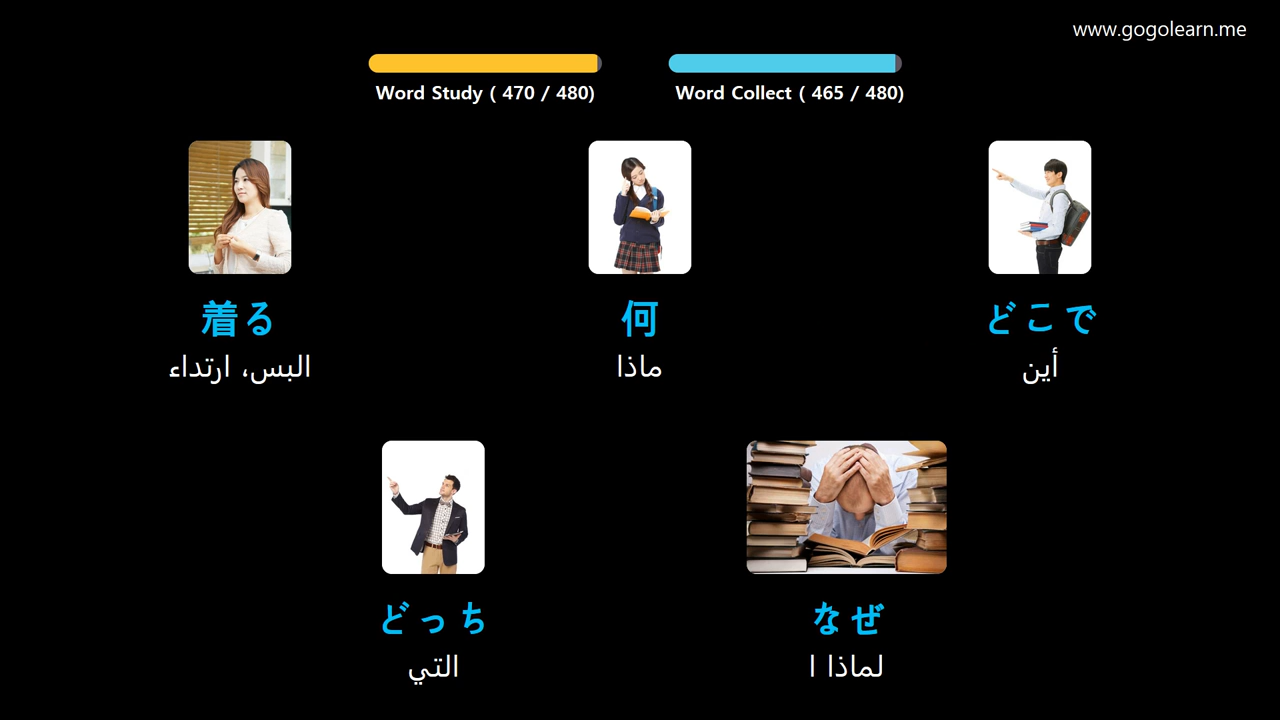 www.gogolearn.me
Word Study ( 470 / 480)
Word Collect ( 465 / 480)
着る
البس، ارتداء
何
ماذا
どこで
أين
どっち
التي
なぜ
لماذا ا